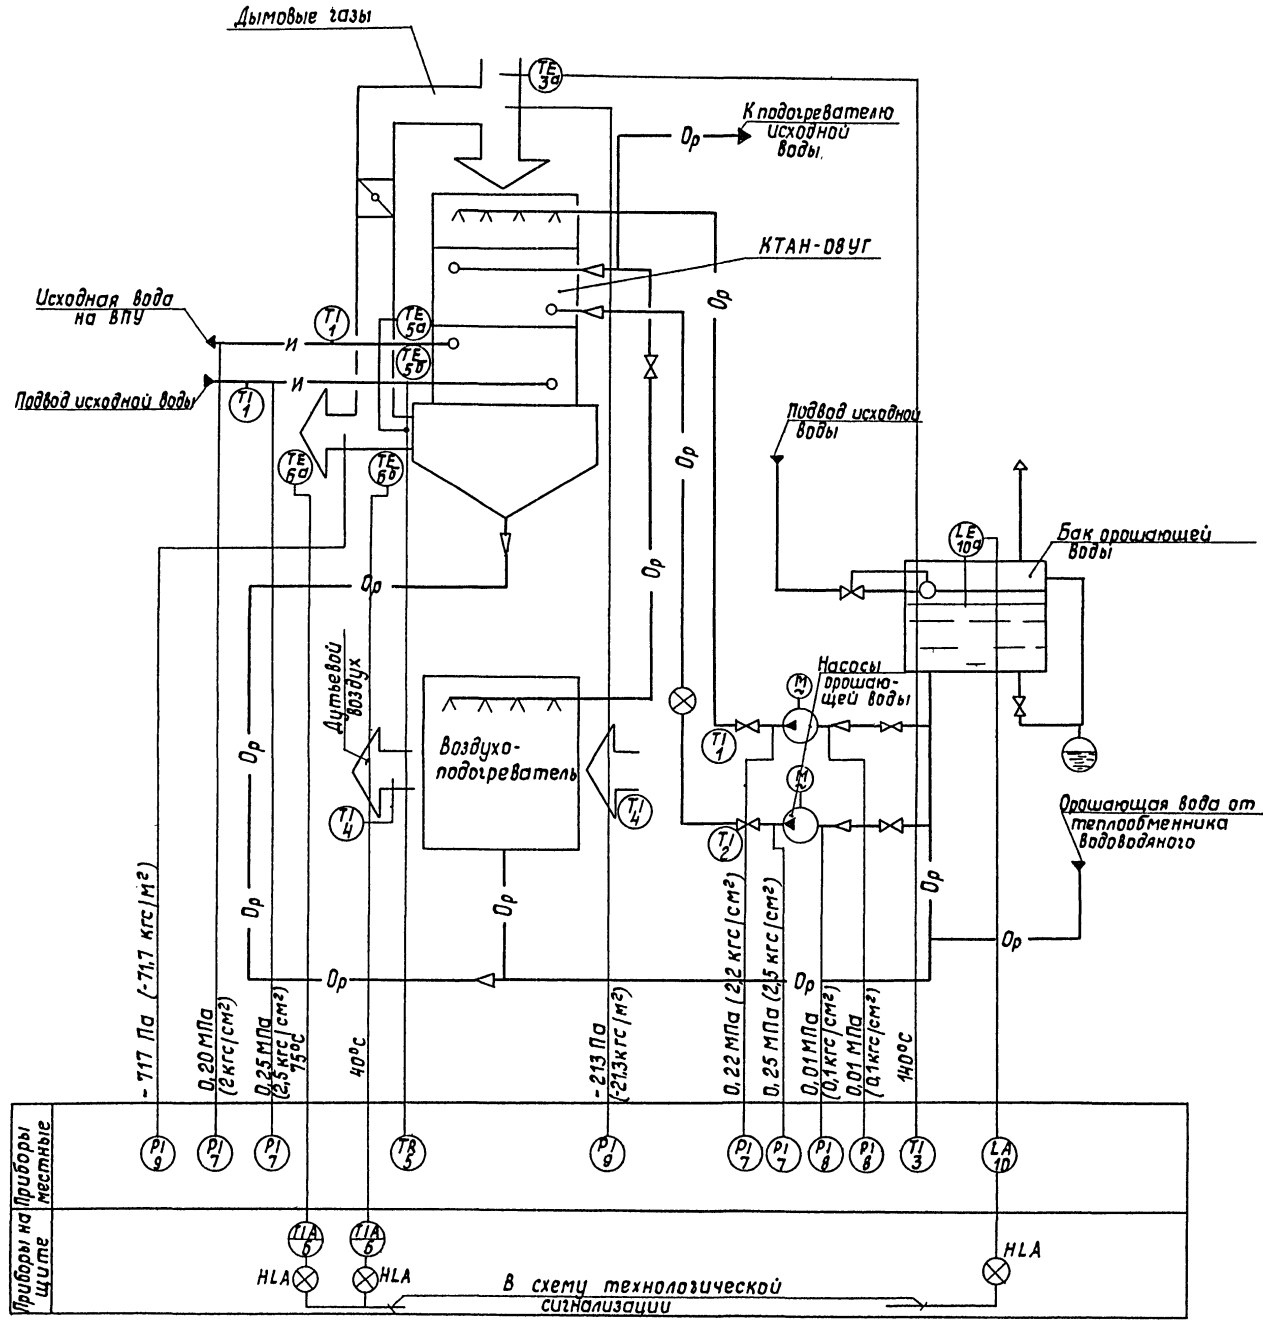 Дымовые газы
TE
3а
К подогревателю
исходной
воды.
Ор
КТАН-08УГ
Ор
Исходная вода
на ВПУ
TI
1
TE
5а
И
TE
5б
И
Подвод исходной воды
TI
1
Подвод исходной
воды
Ор
TE
6а
TE
6б
LE
10а
Бак орошающей
воды
Ор
Ор
Дутьевой
воздух
Насосы
орошаю-
щей воды
M
~
Ор
Воздухо-
подогреватель
TI
1
M
~
TI
4
TI
4
TI
2
Орошающая вода от
теплообменника
водоводяного
Ор
Ор
Ор
Ор
Ор
Ор
- 717 Па (-71,7 кгс/м²)
0,20 МПа
(2 кгс/см²)
0,25 МПа
(2,5 кгс/см²)
75°С
40°С
- 213 Па
(-21,3 кгс/м²)
0,22 МПа (2,2 кгс/см²)
0,25 МПа (2,5 кгс/см²)
0,01 МПа
(0,1 кгс/см²)
0,01 МПа
(0,1 кгс/см²)
140°С
Приборы
местные
PI
9
PI
7
PI
7
TR
5
PI
9
PI
7
PI
7
PI
8
PI
8
TI
3
LA
10
Приборы на
щите
TIA
6
TIA
6
HLA
HLA
HLA
В схему технологической
сигнализации